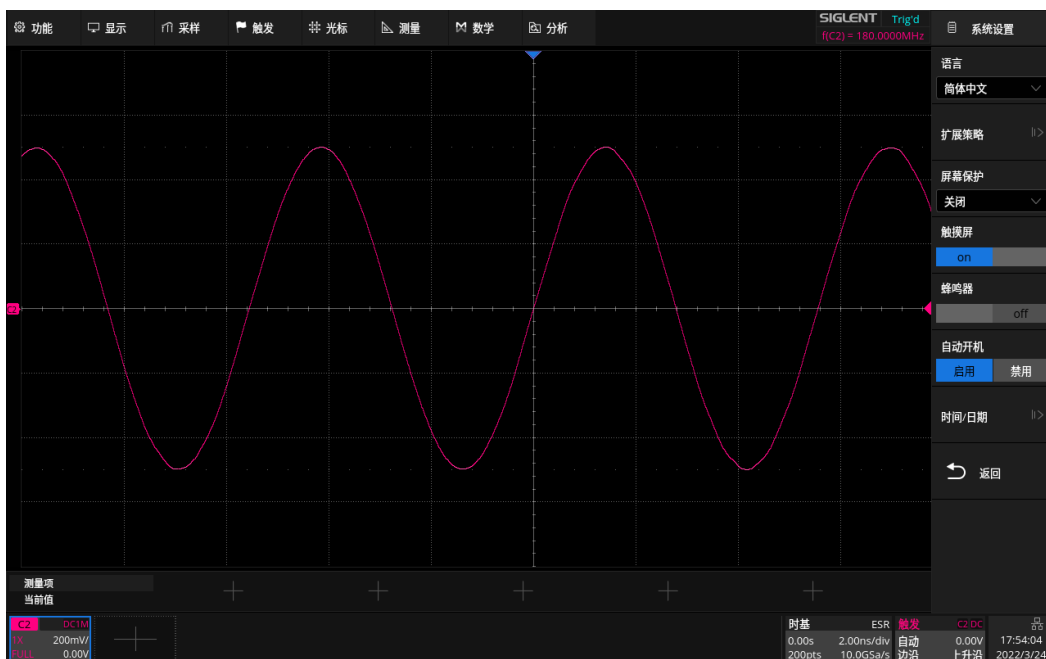 功能 显示 采样 触发 光标 测量 数学 分析 SIGLENT Trig'd
f(C2) = 180.0000MHz
系统设置
语言
简体中文
扩展策略
屏幕保护
关闭
触摸屏
on
蜂鸣器
off
自动开机
启用 禁用
时间/日期
返回
C2
测量项
当前值
C2 DC1M
1X 200mV/
FULL 0.00V
时基 ESR
0.00s 2.00ns/div
200pts 10.0GSa/s
触发 C2 DC
自动 0.00V
边沿 上升沿
17:54:04
2022/3/24